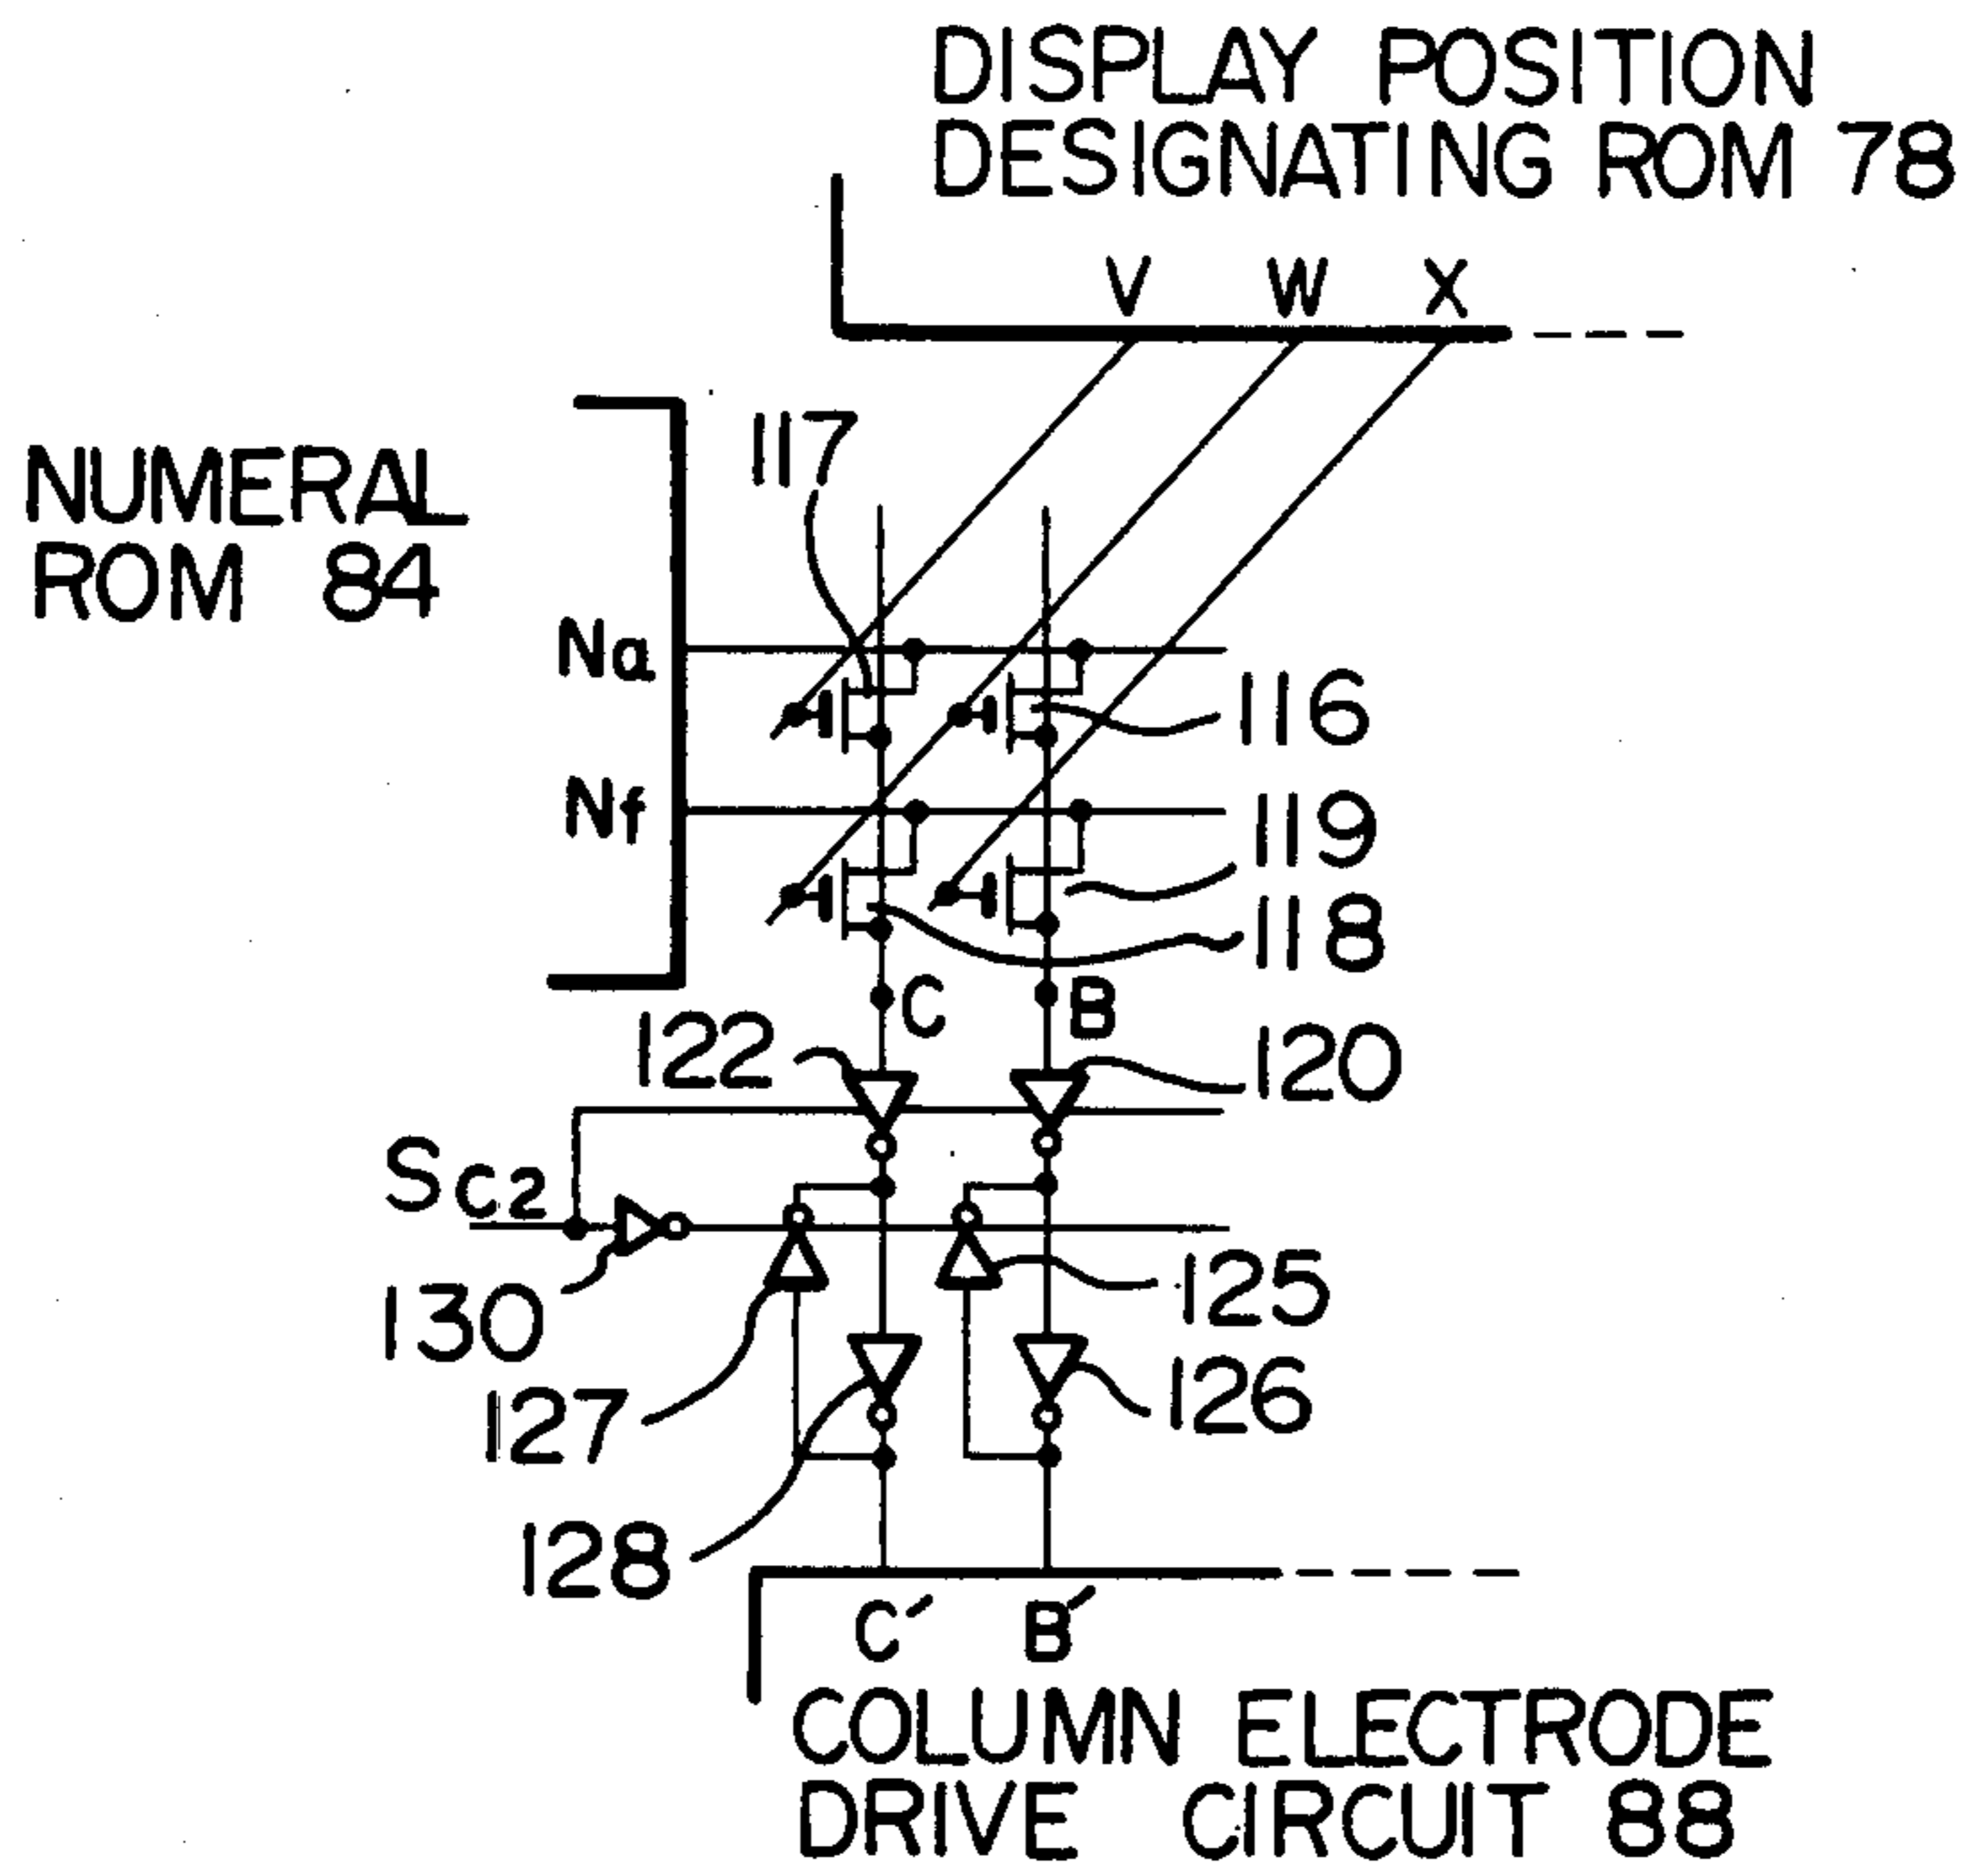 DISPLAY POSITION
DESIGNATING ROM 78
V W X
117
NUMERAL
ROM 84
Na
116
Nf
119
118
C B
122
120
Sc2
130
125
127
126
128
C' B'
COLUMN ELECTRODE
DRIVE CIRCUIT 88